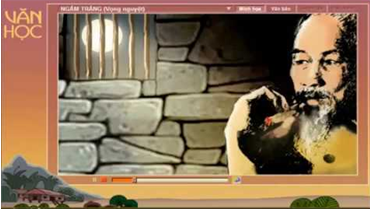 VĂN
HỌC
NGẮM TRĂNG (Vọng nguyệt)
Minh họa
Văn bản